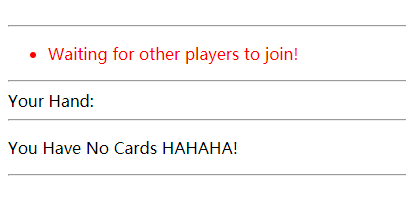 Waiting for other players to join!
Your Hand:
You Have No Cards HAHAHA!